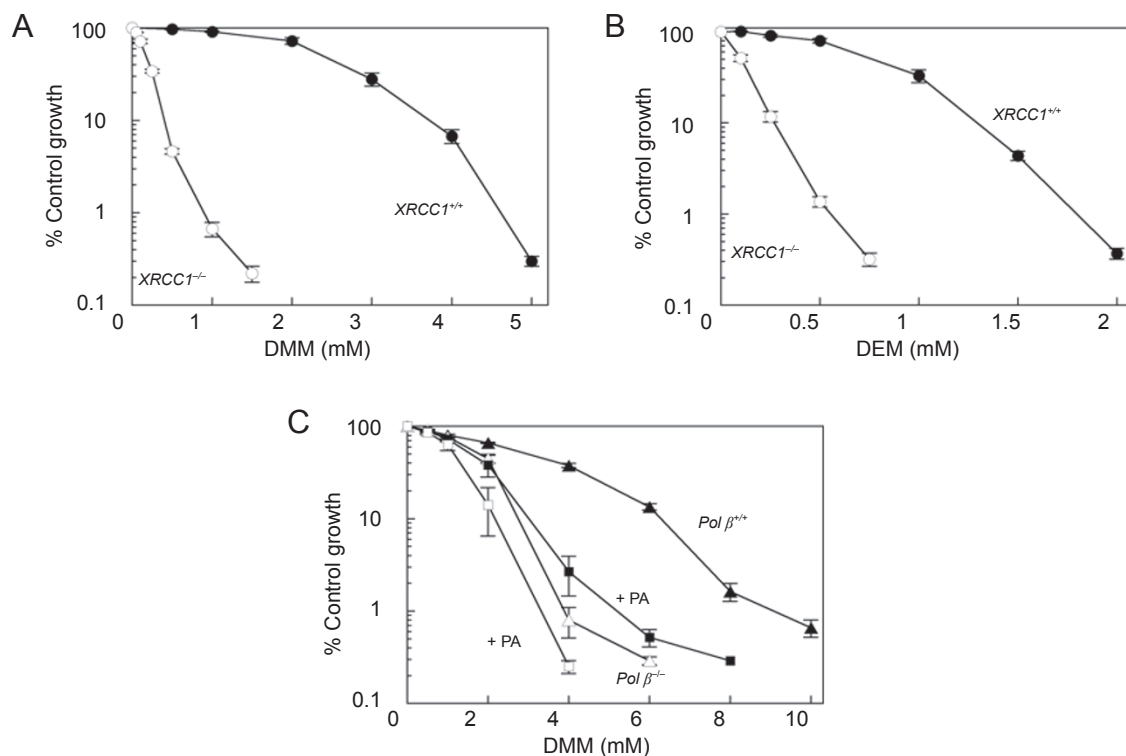 A
% Control growth
100
10
1
0.1
XRCC1+/+
XRCC1–/–
0 1 2 3 4 5
DMM (mM)
B
% Control growth
100
10
1
0.1
XRCC1+/+
XRCC1–/–
0 0.5 1 1.5 2
DEM (mM)
C
% Control growth
100
10
1
0.1
Pol β+/+
+ PA
+ PA
Pol β–/–
0 2 4 6 8 10
DMM (mM)